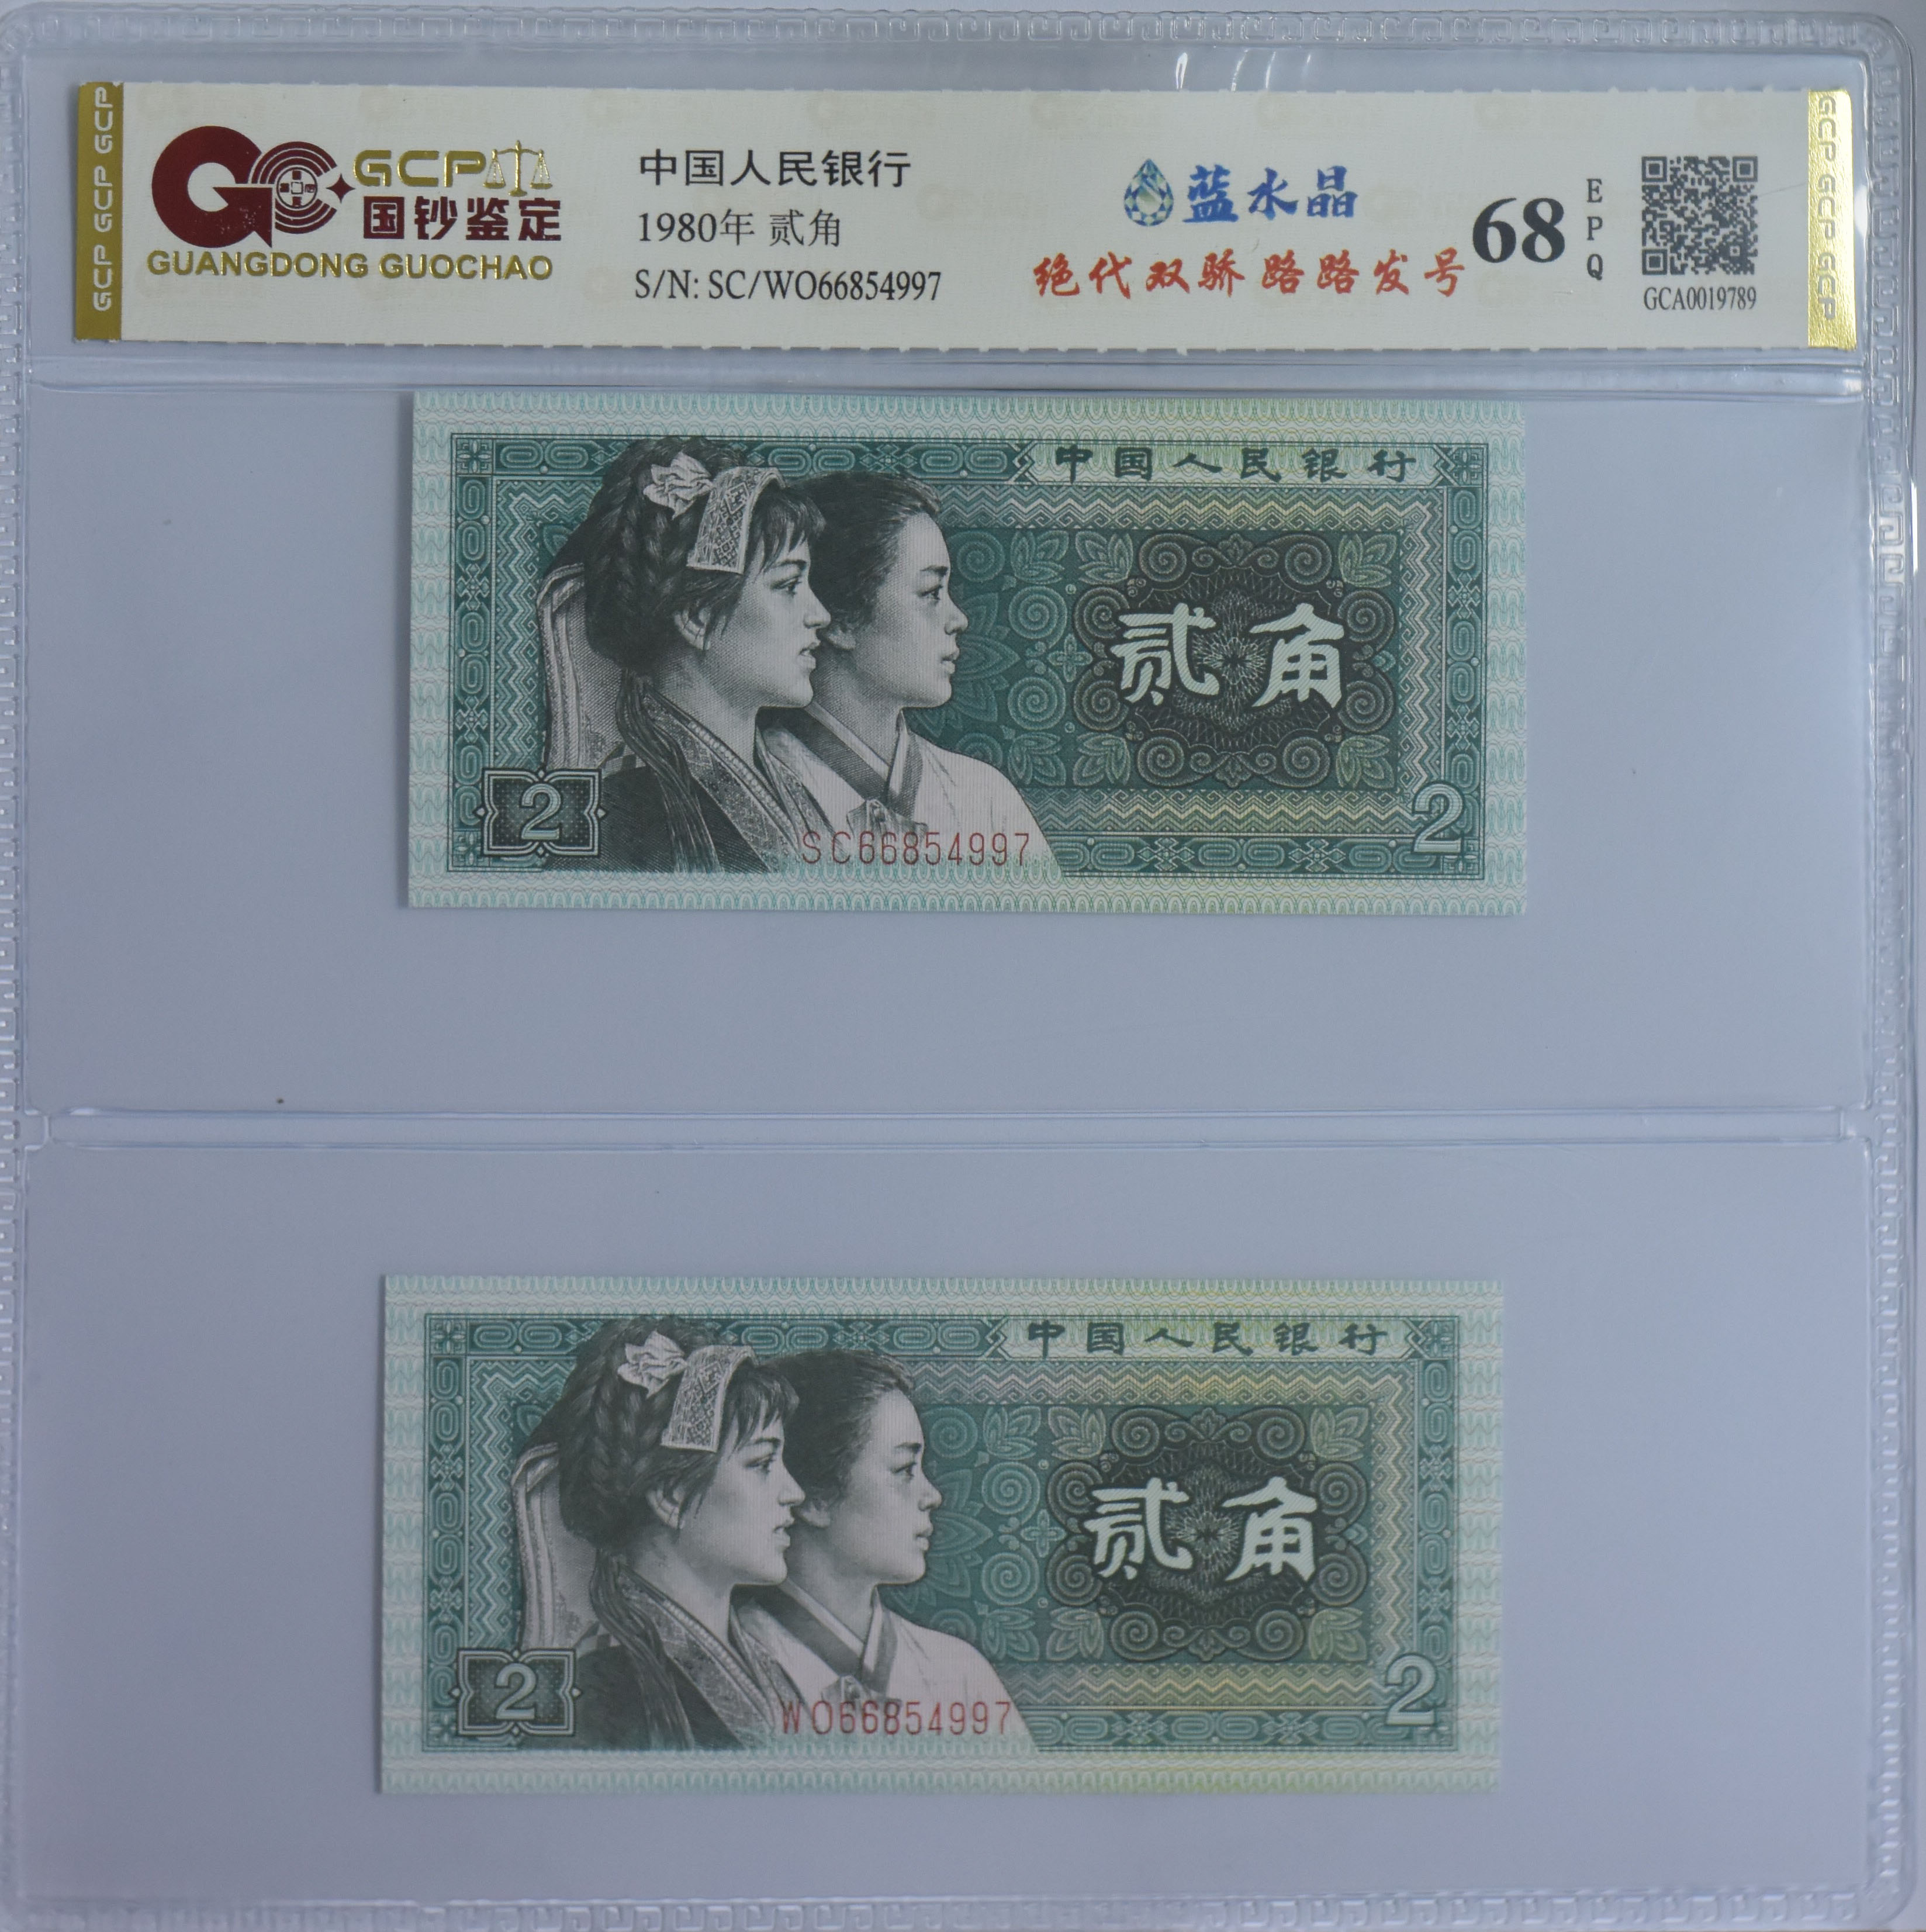 GCP GCP GCP
GCP
国钞鉴定
GUANGDONG GUOCHAO
中国人民银行
1980年 贰角
S/N: SC/WO66854997
蓝水晶
绝代双骄 路路发号
68
EPQ
GCA0019789
GCP GCP GCP
中国人民银行
贰角
2
2
SC66854997
中国人民银行
贰角
2
2
WO66854997